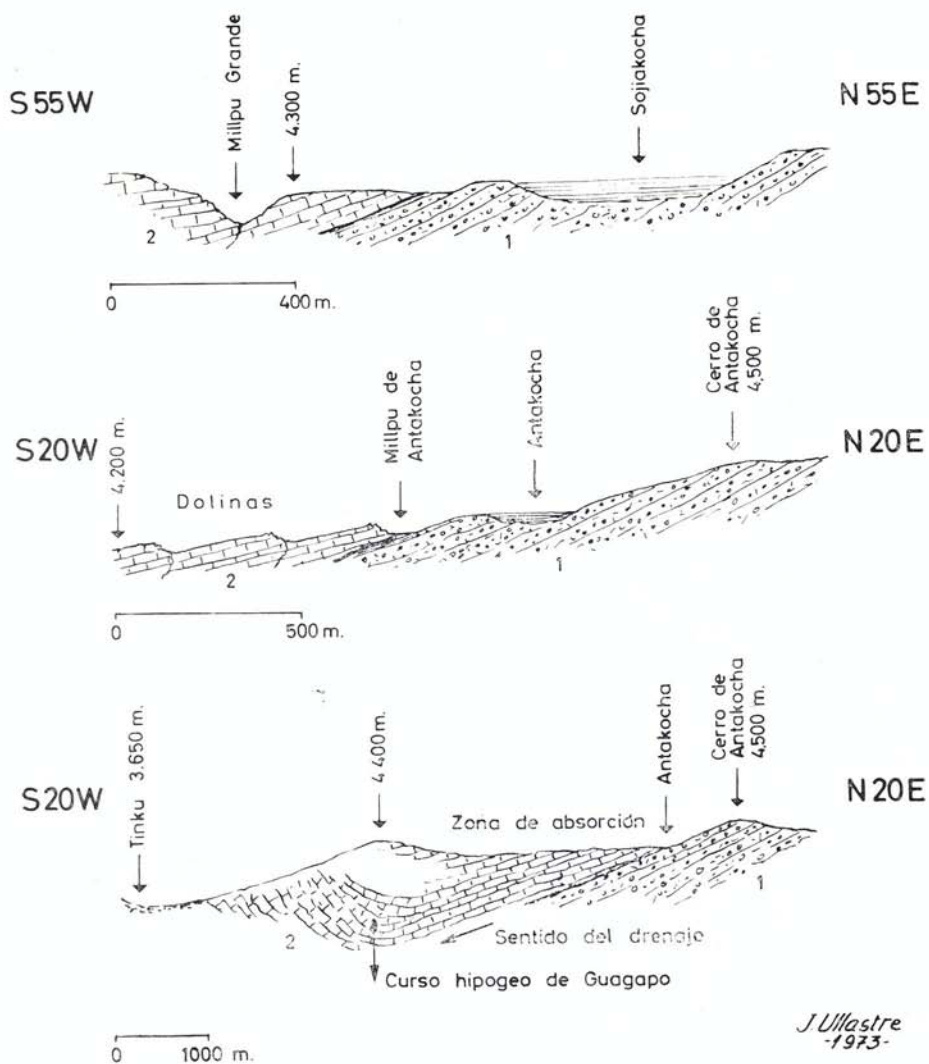 S55W
Millpu Grande
4.300 m.
Sojiakocha
N55E
2
1
0
400 m.
S20W
4.200 m.
Dolinas
Millpu de
Antakocha
Antakocha
Cerro de
Antakocha
4,500 m.
N20E
2
1
0
500 m.
S20W
Tinku 3.650 m.
4.400 m.
Zona de absorción
Antakocha
Cerro de
Antakocha
4,500 m.
N20E
2
1
Sentido del drenaje
Curso hipogeo de Guagapo
0
1000 m.
J. Ullastre
-1973-